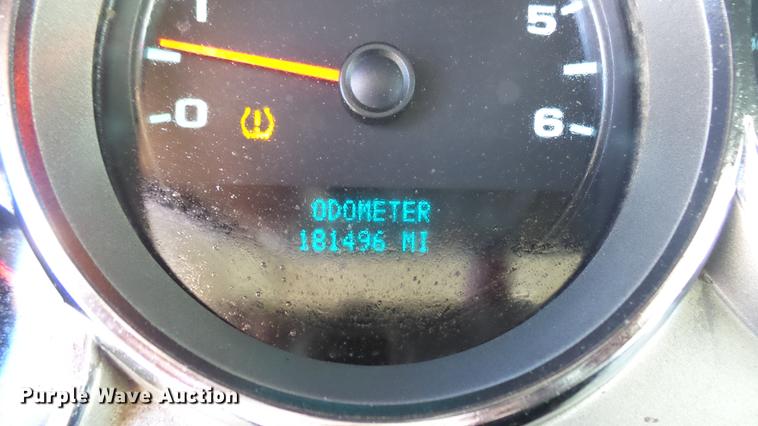 1
5
0
6
ODOMETER
181496 MI
Purple Wave Auction